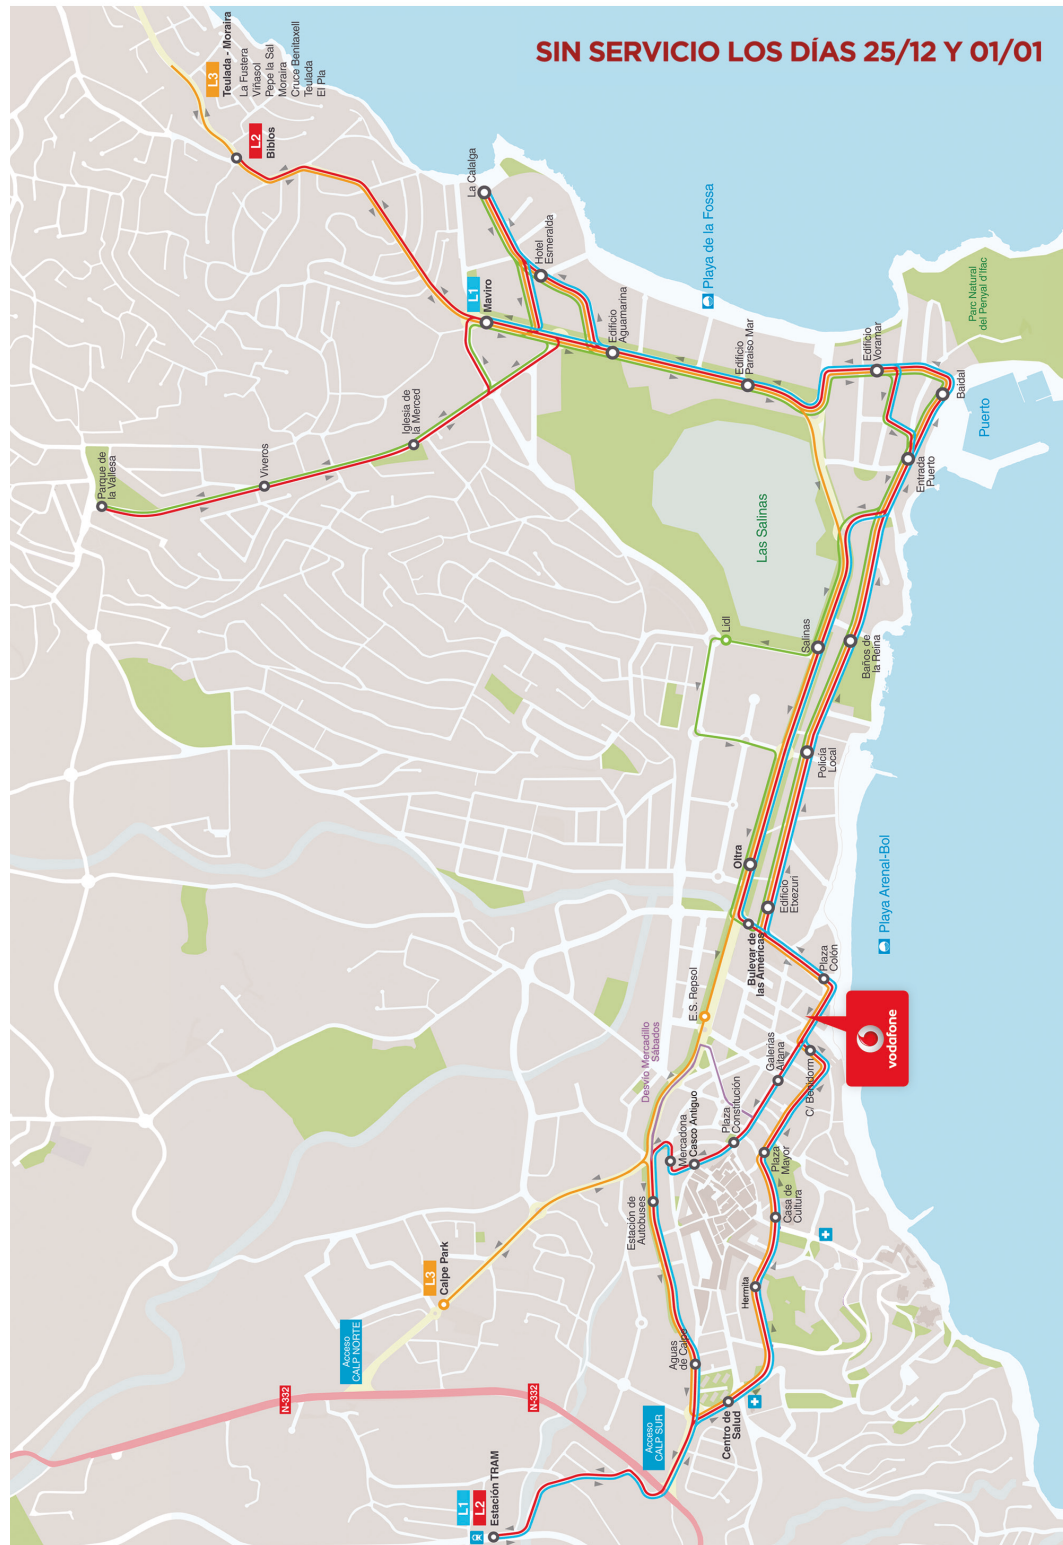 SIN SERVICIO LOS DÍAS 25/12 Y 01/01
L3
Teulada - Moraira
La Fustera
Viñasol
Pepe la Sal
Moraira
Cruce Benitaxell
Teulada
El Pla
L2
Biblos
La Calalga
Hotel
Esmeralda
L1
Maviro
Edificio
Aguamarina
Playa de la Fossa
Edificio
Paraiso Mar
Edificio
Voramar
Parc Natural
del Penyal d'Ifac
Baidal
Puerto
Entrada
Puerto
Parque de
la Vallesa
Viveros
Iglesia de
la Merced
Las Salinas
Lidl
Salinas
Baños de
la Reina
Policía
Local
Oltra
Edificio
Etxezuri
Bulevar de
las Américas
Plaza
Colón
Playa Arenal-Bol
vodafone
E.S. Repsol
Desvío Mercadillo
Sábados
Galerías
Aitana
C/ Benidorm
Plaza
Constitución
Mercadona
Casco Antiguo
Plaza
Mayor
Casa de
Cultura
Estación de
Autobuses
Hermita
L3
Calpe Park
Acceso
CALP NORTE
Aguas
de Calpe
N-332
N-332
Centro de
Salud
Acceso
CALP SUR
L1
L2
Estación TRAM